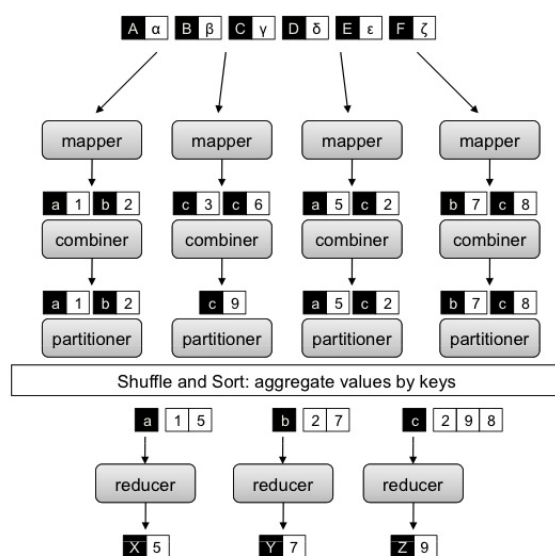 A α B β C γ D δ E ε F ζ
mapper mapper mapper mapper
a 1 b 2 c 3 c 6 a 5 c 2 b 7 c 8
combiner combiner combiner combiner
a 1 b 2 c 9 a 5 c 2 b 7 c 8
partitioner partitioner partitioner partitioner
Shuffle and Sort: aggregate values by keys
a 1 5 b 2 7 c 2 9 8
reducer reducer reducer
X 5 Y 7 Z 9